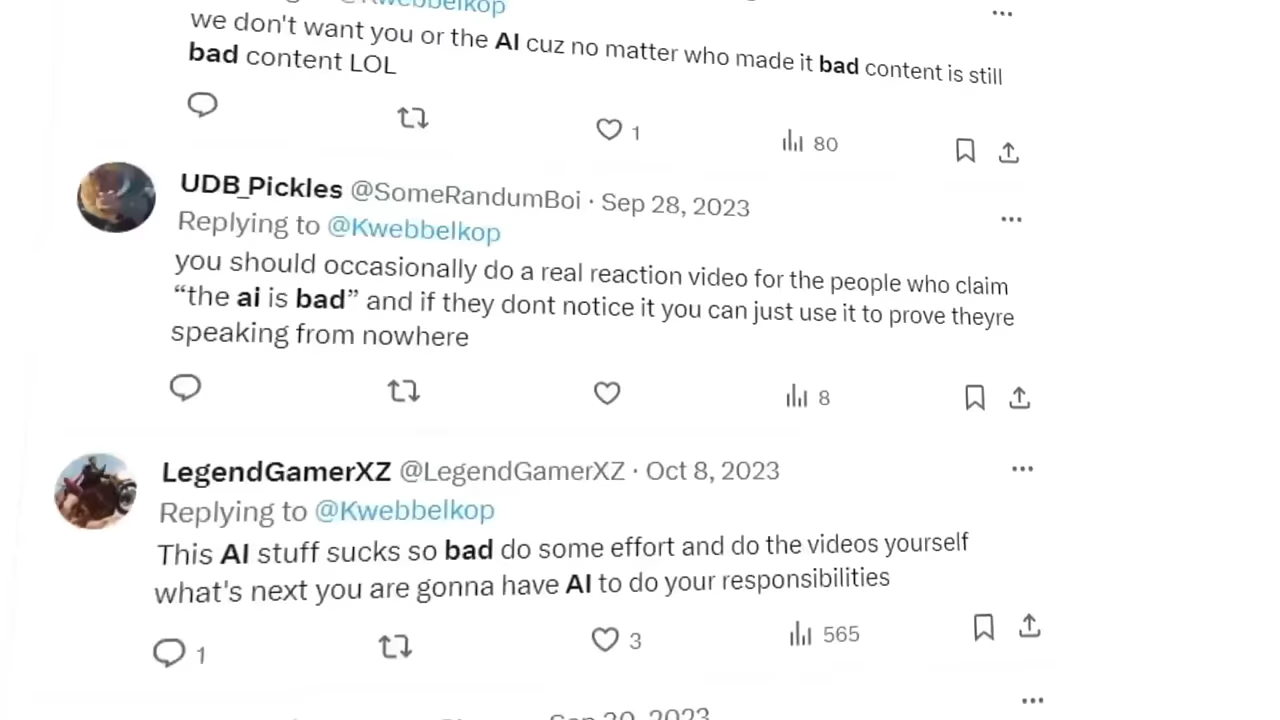 @Kwebbelkop
we don't want you or the AI cuz no matter who made it bad content is still
bad content LOL
1 80
UDB_Pickles @SomeRandumBoi · Sep 28, 2023
Replying to @Kwebbelkop
you should occasionally do a real reaction video for the people who claim
“the ai is bad” and if they dont notice it you can just use it to prove theyre
speaking from nowhere
8
LegendGamerXZ @LegendGamerXZ · Oct 8, 2023
Replying to @Kwebbelkop
This AI stuff sucks so bad do some effort and do the videos yourself
what's next you are gonna have AI to do your responsibilities
1 3 565
Sep 20, 2023